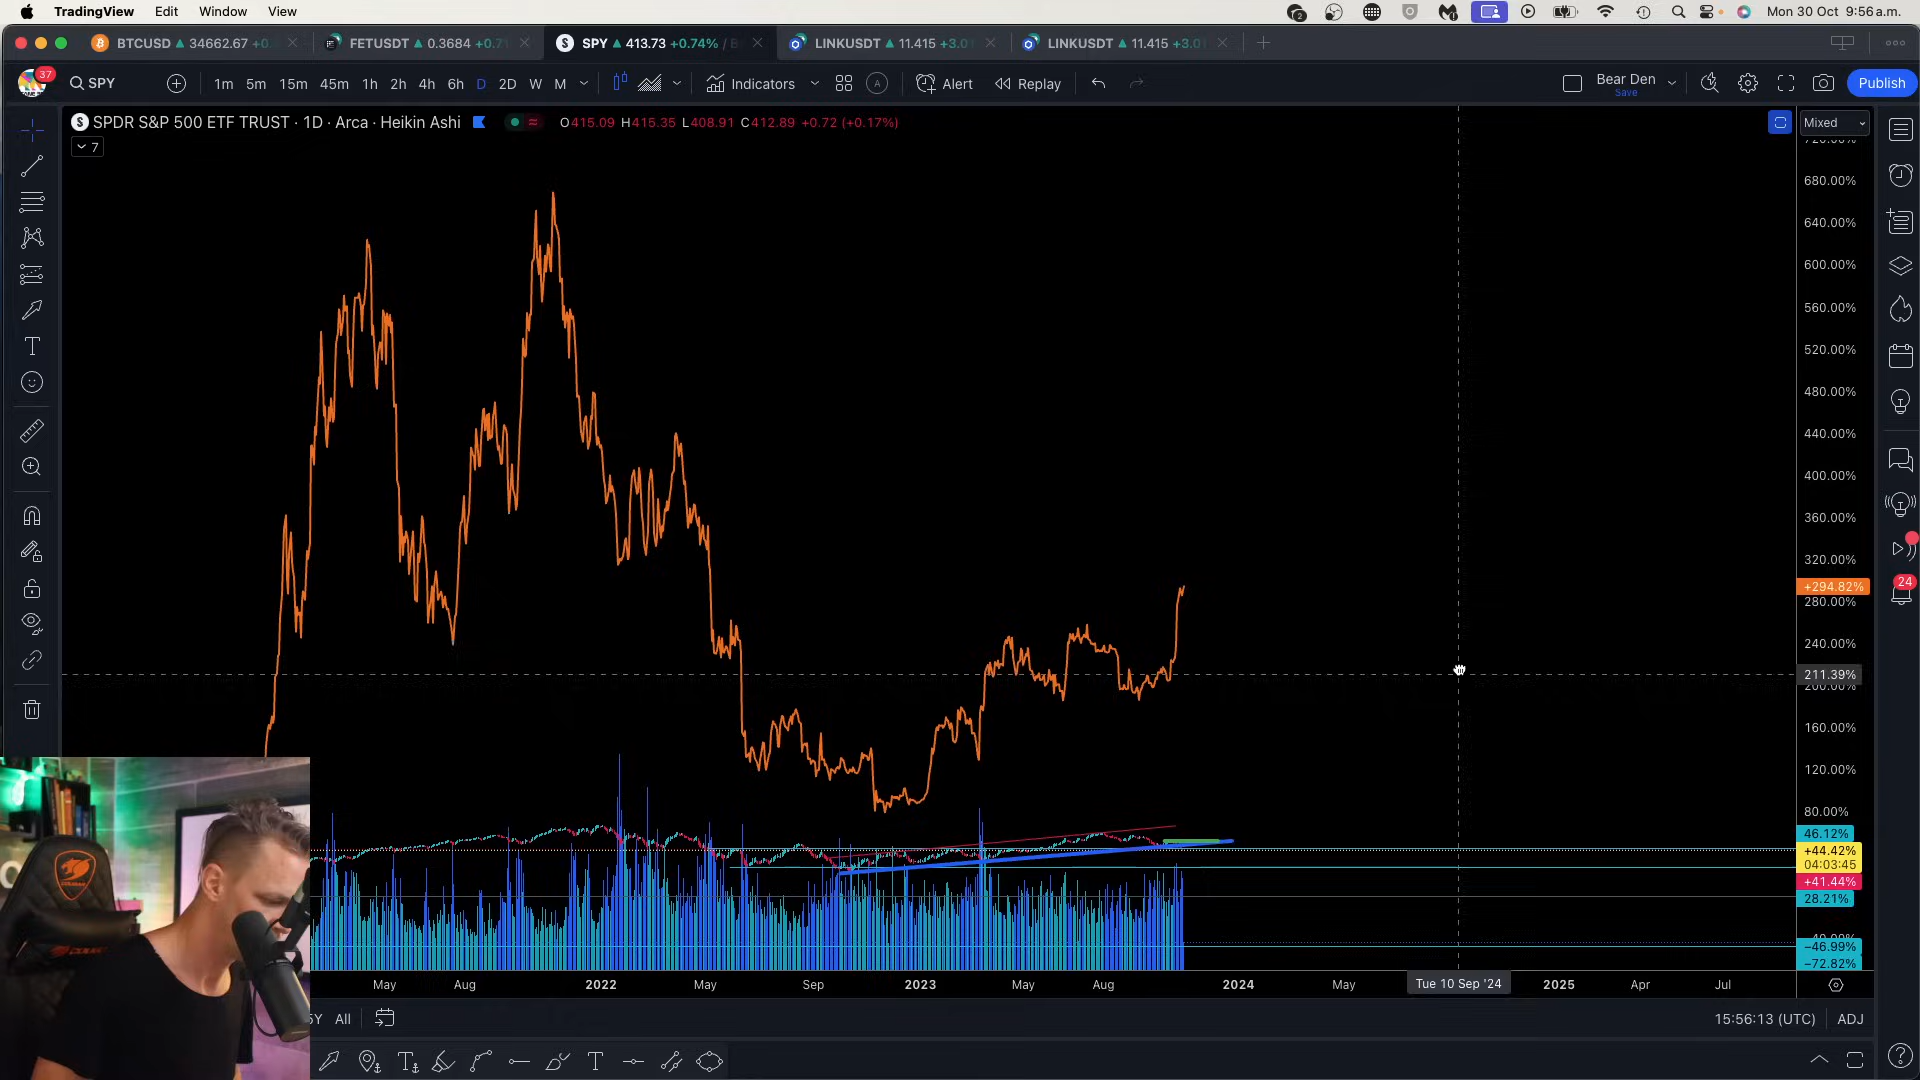 TradingView Edit Window View
Mon 30 Oct 9:56 a.m.
BTCUSD ▲ 34662.67
FETUSDT ▲ 0.3684
SPY ▲ 413.73 +0.74%
LINKUSDT ▲ 11.415
LINKUSDT ▲ 11.415
37
SPY
1m 5m 15m 45m 1h 2h 4h 6h D 2D W M
Indicators
A
Alert
Replay
Bear Den
Save
Publish
SPDR S&P 500 ETF TRUST · 1D · Arca · Heikin Ashi
O415.09 H415.35 L408.91 C412.89 +0.72 (+0.17%)
7
Mixed
680.00%
640.00%
600.00%
560.00%
520.00%
480.00%
440.00%
400.00%
360.00%
320.00%
+294.82%
280.00%
240.00%
211.39%
200.00%
160.00%
120.00%
80.00%
46.12%
+44.42%
04:03:45
+41.44%
28.21%
−46.99%
−72.82%
24
May Aug 2022 May Sep 2023 May Aug 2024 May Tue 10 Sep '24 2025 Apr Jul
5Y All
15:56:13 (UTC) ADJ
COUGAR